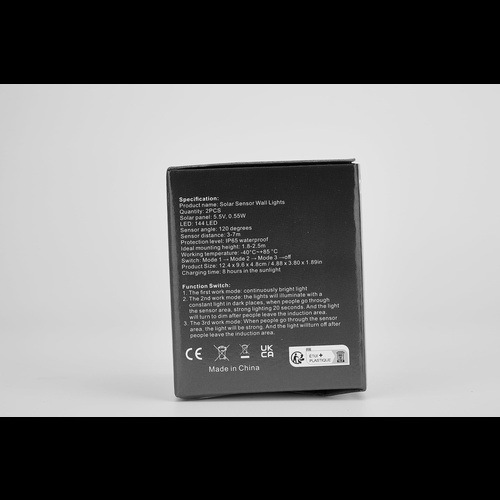 Specification:
Product name: Solar Sensor Wall Lights
Quantity: 2PCS
Solar panel: 5.5V, 0.55W
LED: 144 LED
Sensor angle: 120 degrees
Sensor distance: 3-7m
Protection level: IP65 waterproof
Ideal mounting height: 1.8-2.5m
Working temperature: -40°C~+85°C
Switch: Mode 1→Mode 2→Mode 3→off
Product Size: 12.4 x 9.6 x 4.8cm / 4.88 x 3.80 x 1.89in
Charging time: 8 hours in the sunlight
Function Switch:
1. The first work mode: continuously bright light
2. The 2nd work mode: the lights will illuminate with a
constant light in dark places, when people go through
the sensor area, strong lighting 20 seconds. And the light
will turn to dim after people leave the induction area.
3. The 3rd work Mode: When people go through the sensor
area, the light will be strong. And the light willturn off after
people leave the induction area.
CE
UK
CA
FR
ÉTUI +
PLASTIQUE
Made in China